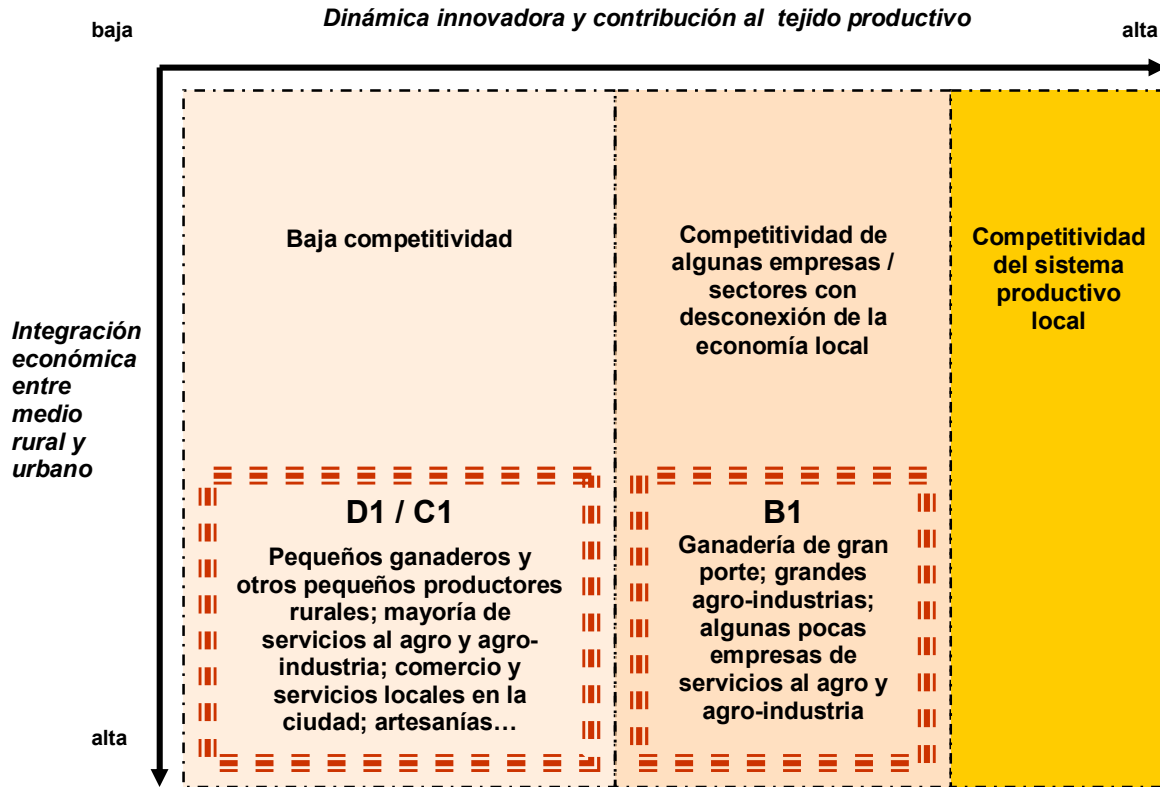 Dinámica innovadora y contribución al tejido productivo
baja
alta
Baja competitividad
Competitividad de
algunas empresas /
sectores con
desconexión de la
economía local
Competitividad
del sistema
productivo
local
Integración
económica
entre
medio
rural y
urbano
D1 / C1
Pequeños ganaderos y
otros pequeños productores
rurales; mayoría de
servicios al agro y agro-
industria; comercio y
servicios locales en la
ciudad; artesanías...
B1
Ganadería de gran
porte; grandes
agro-industrias;
algunas pocas
empresas de
servicios al agro y
agro-industria
alta